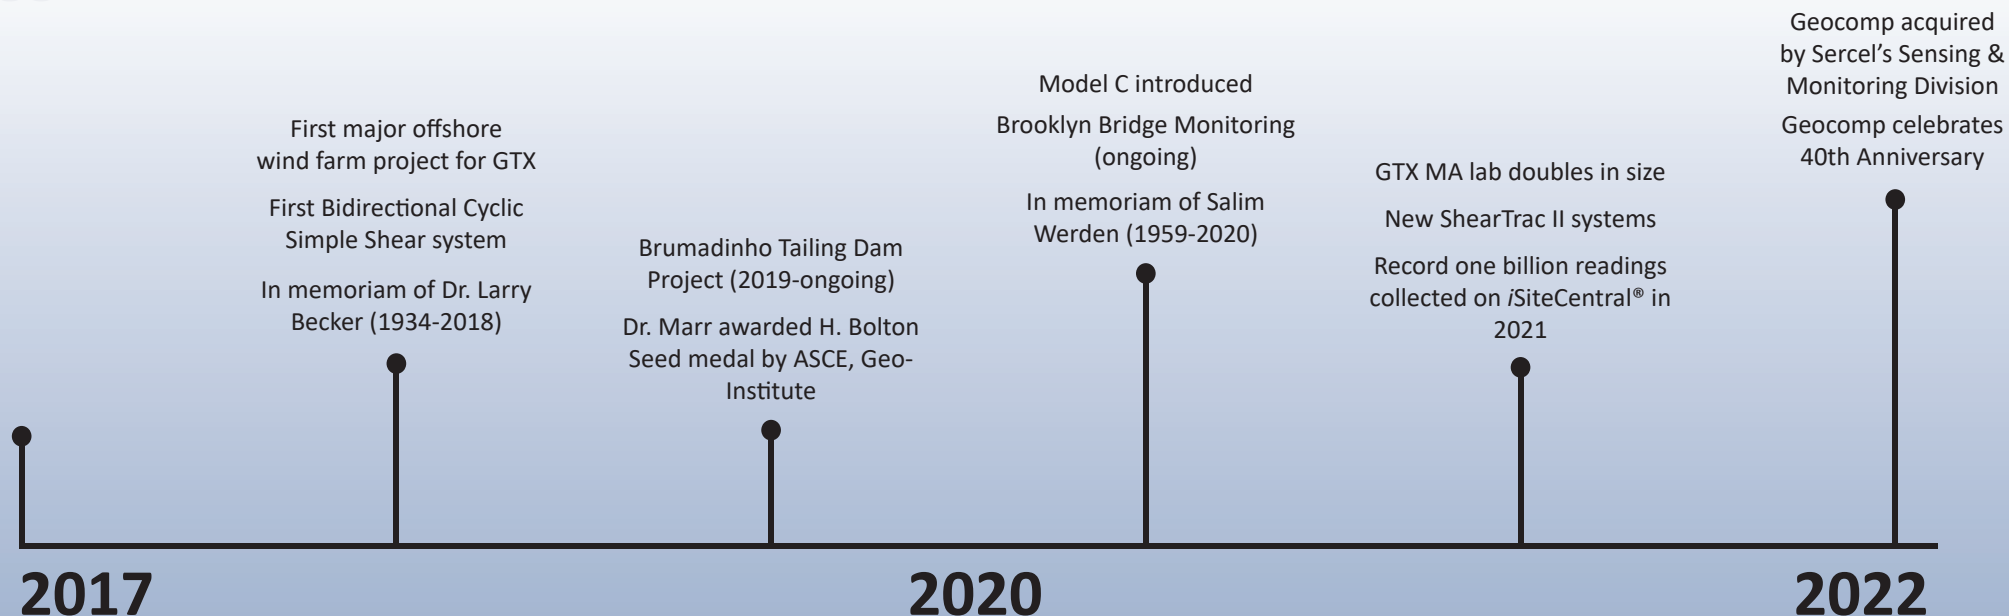 First major offshore
wind farm project for GTX
First Bidirectional Cyclic
Simple Shear system
In memoriam of Dr. Larry
Becker (1934-2018)
Brumadinho Tailing Dam
Project (2019-ongoing)
Dr. Marr awarded H. Bolton
Seed medal by ASCE, Geo-
Institute
Model C introduced
Brooklyn Bridge Monitoring
(ongoing)
In memoriam of Salim
Werden (1959-2020)
GTX MA lab doubles in size
New ShearTrac II systems
Record one billion readings
collected on iSiteCentral® in
2021
Geocomp acquired
by Sercel’s Sensing &
Monitoring Division
Geocomp celebrates
40th Anniversary
2017
2020
2022